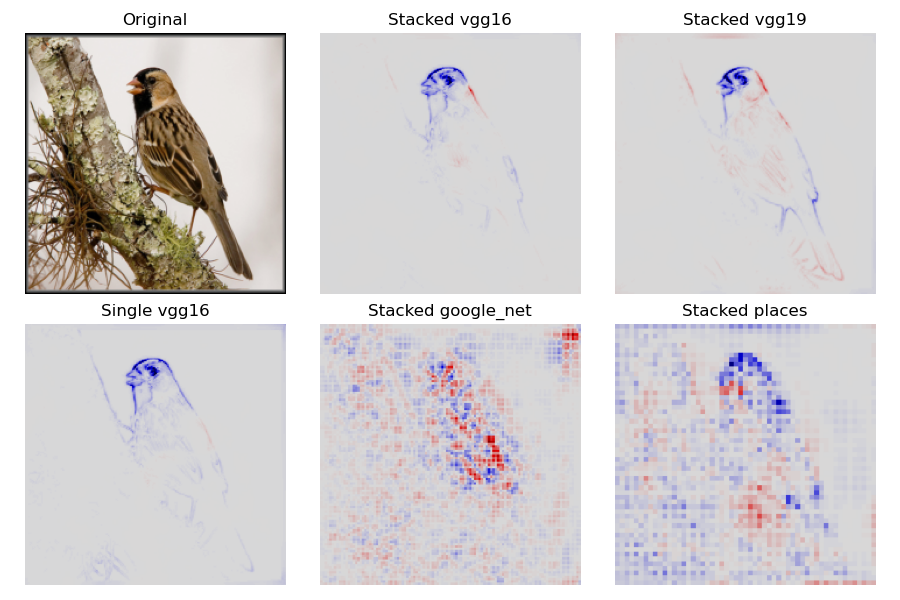 Original
Stacked vgg16
Stacked vgg19
Single vgg16
Stacked google_net
Stacked places